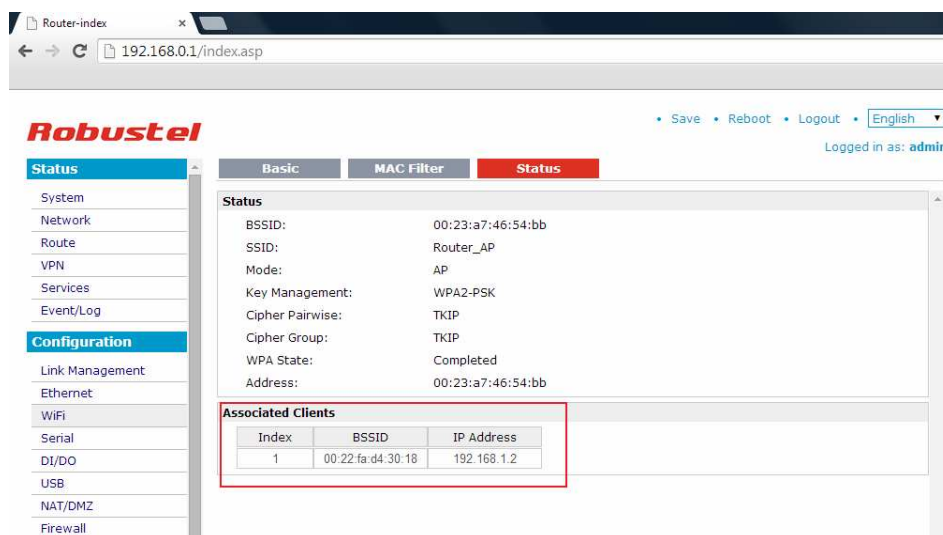 Router-index
192.168.0.1/index.asp
Robustel
• Save • Reboot • Logout • English
Logged in as: admin
Status
System
Network
Route
VPN
Services
Event/Log
Configuration
Link Management
Ethernet
WiFi
Serial
DI/DO
USB
NAT/DMZ
Firewall
Basic MAC Filter Status
Status
BSSID: 00:23:a7:46:54:bb
SSID: Router_AP
Mode: AP
Key Management: WPA2-PSK
Cipher Pairwise: TKIP
Cipher Group: TKIP
WPA State: Completed
Address: 00:23:a7:46:54:bb
Associated Clients
Index BSSID IP Address
1 00:22:fa:d4:30:18 192.168.1.2